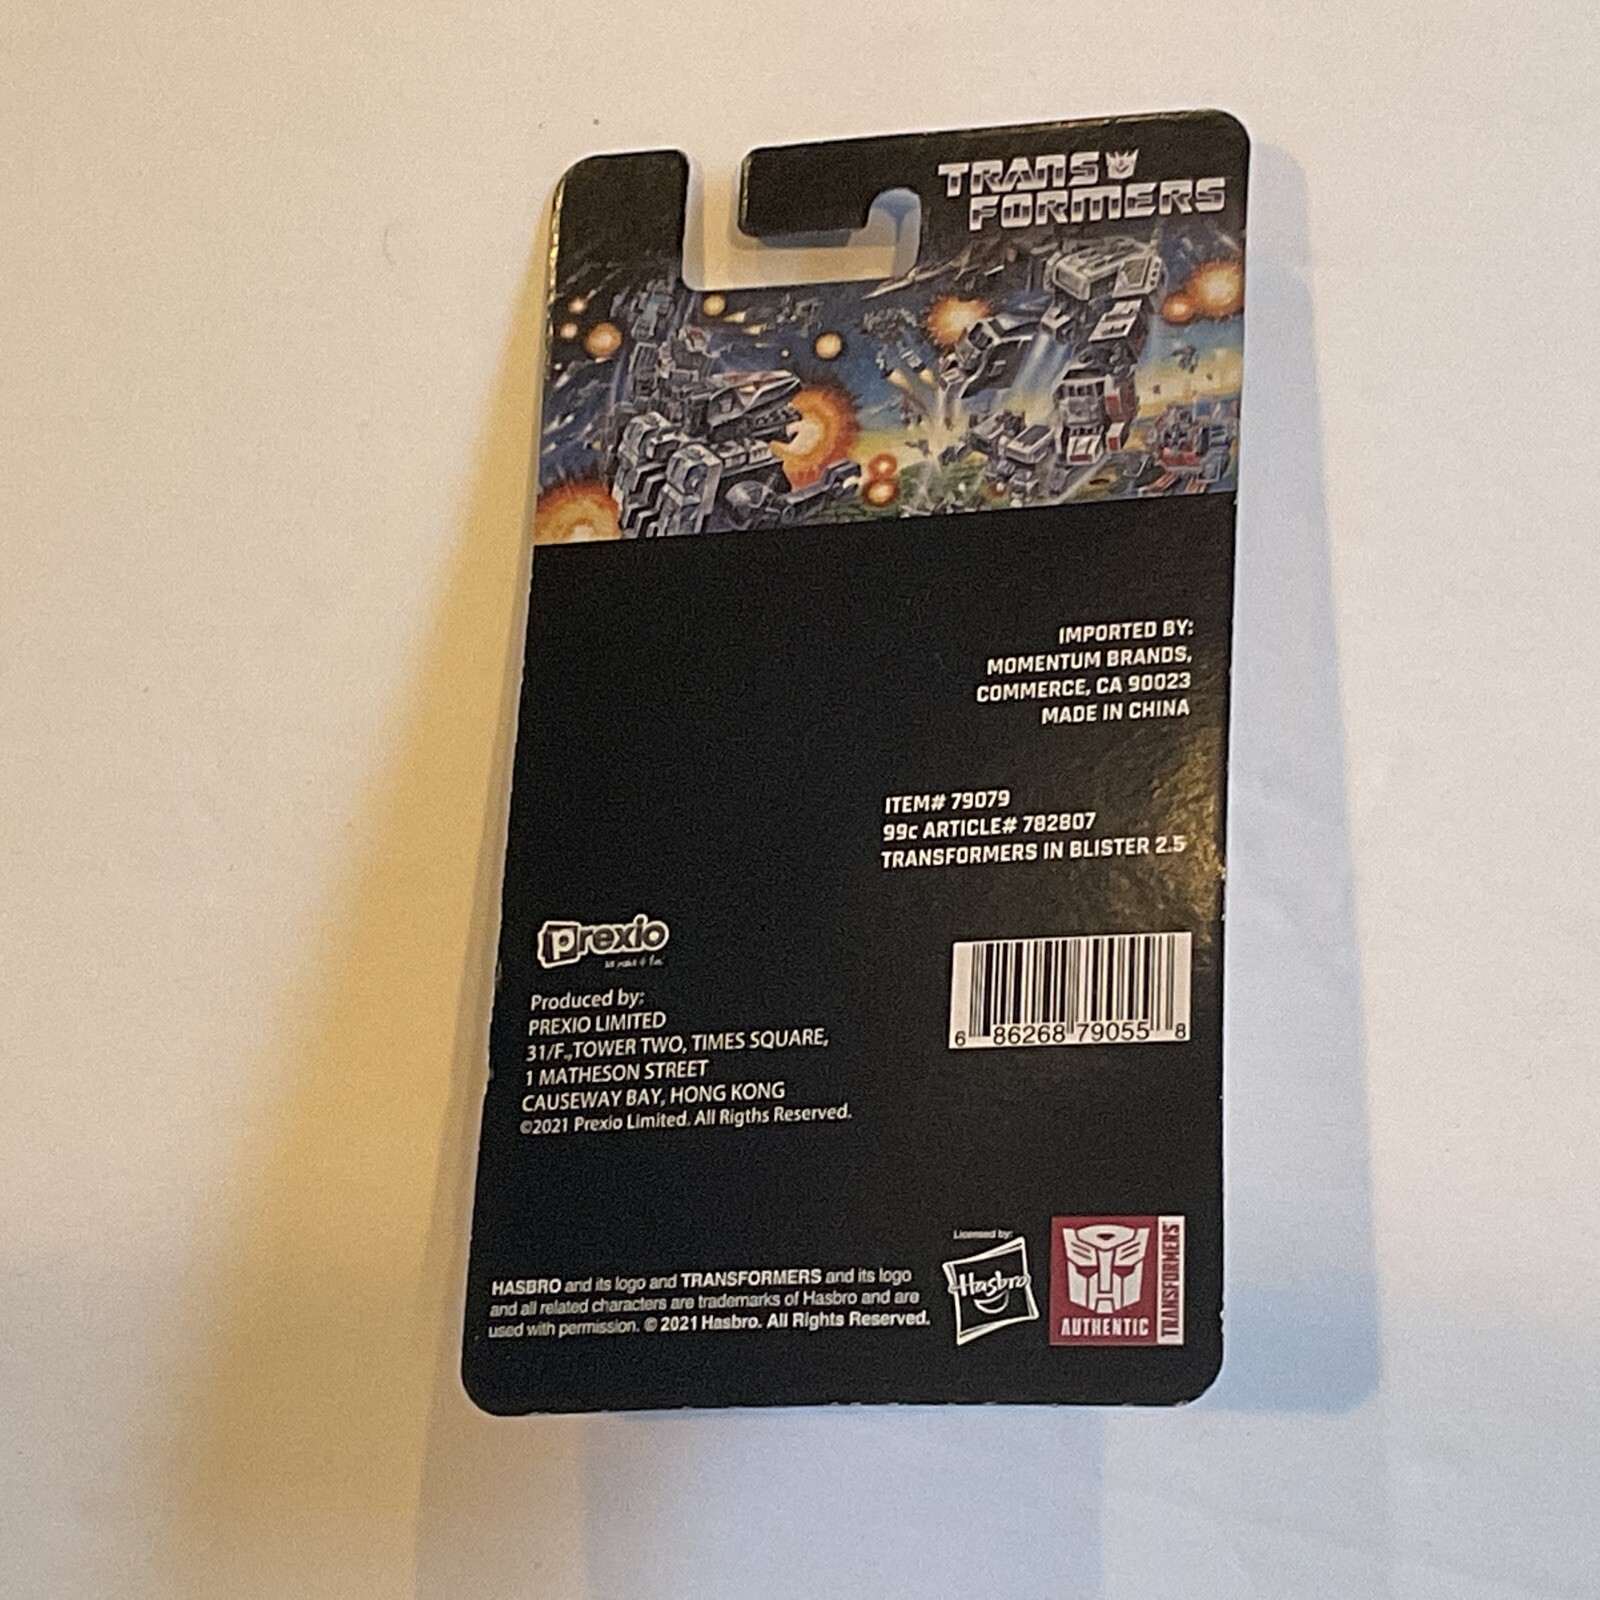 TRANS
FORMERS
IMPORTED BY:
MOMENTUM BRANDS,
COMMERCE, CA 90023
MADE IN CHINA
ITEM# 79079
99c ARTICLE# 782807
TRANSFORMERS IN BLISTER 2.5
prexio
Produced by:
PREXIO LIMITED
31/F.,TOWER TWO, TIMES SQUARE,
1 MATHESON STREET
CAUSEWAY BAY, HONG KONG
©2021 Prexio Limited. All Rigths Reserved.
6 86268 79055 8
Licensed by:
Hasbro
AUTHENTIC
TRANSFORMERS
HASBRO and its logo and TRANSFORMERS and its logo
and all related characters are trademarks of Hasbro and are
used with permission. © 2021 Hasbro. All Rights Reserved.